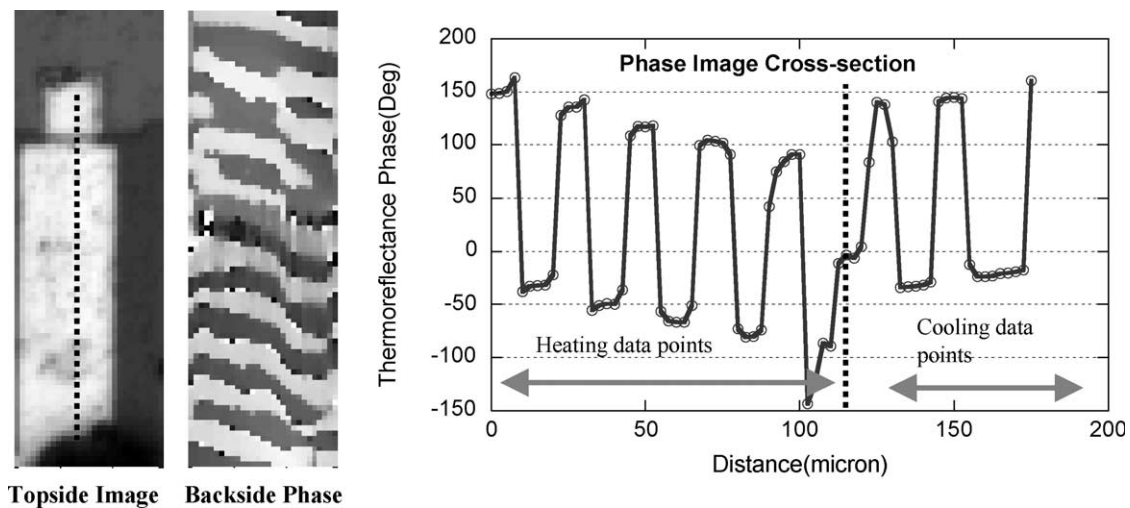 Topside Image
Backside Phase
Phase Image Cross-section
Thermoreflectance Phase(Deg)
200
150
100
50
0
-50
-100
-150
Heating data points
Cooling data
points
0
50
100
150
200
Distance(micron)